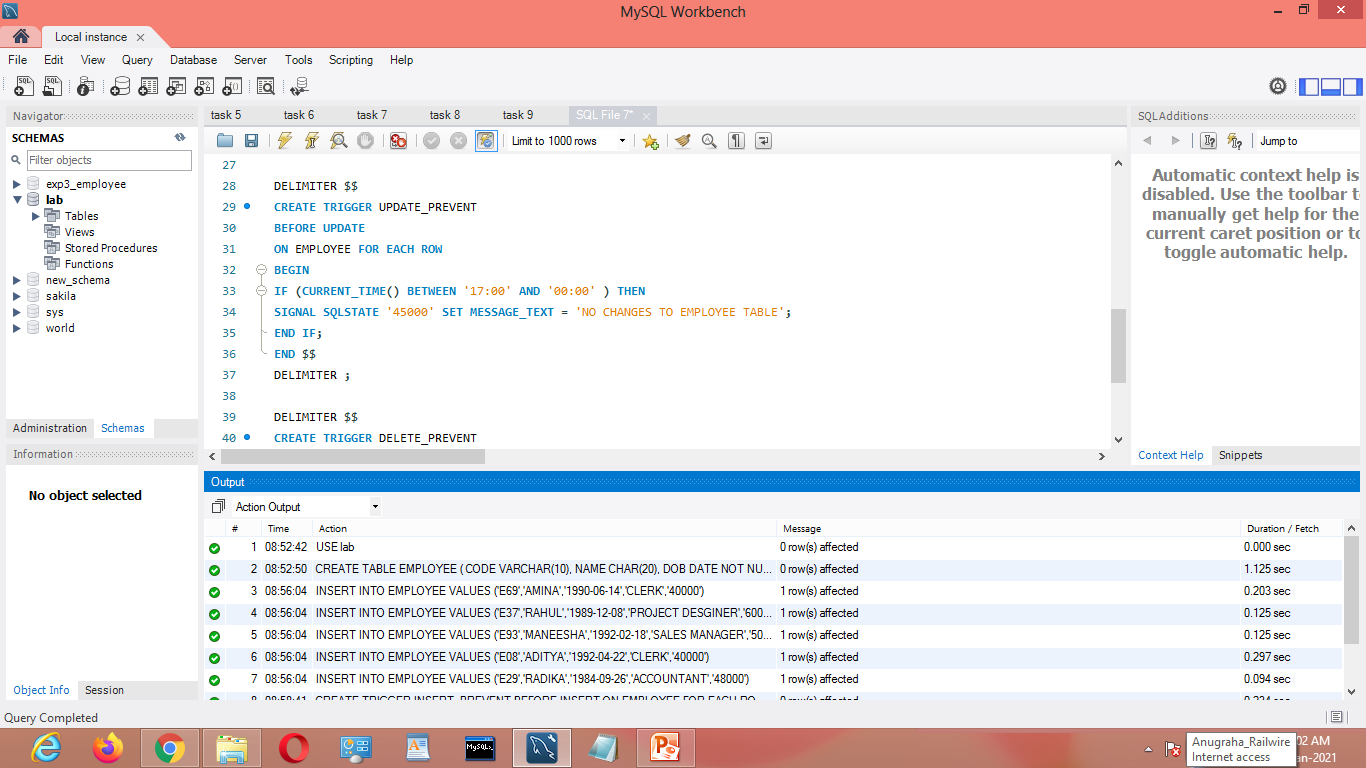 MySQL Workbench
Local instance
File Edit View Query Database Server Tools Scripting Help
Navigator
SCHEMAS
Filter objects
exp3_employee
lab
Tables
Views
Stored Procedures
Functions
new_schema
sakila
sys
world
Administration Schemas
Information
No object selected
Object Info Session
task 5 task 6 task 7 task 8 task 9 SQL File 7*
Limit to 1000 rows
27
28 DELIMITER $$
29 CREATE TRIGGER UPDATE_PREVENT
30 BEFORE UPDATE
31 ON EMPLOYEE FOR EACH ROW
32 BEGIN
33 IF (CURRENT_TIME() BETWEEN '17:00' AND '00:00' ) THEN
34 SIGNAL SQLSTATE '45000' SET MESSAGE_TEXT = 'NO CHANGES TO EMPLOYEE TABLE';
35 END IF;
36 END $$
37 DELIMITER ;
38
39 DELIMITER $$
40 CREATE TRIGGER DELETE_PREVENT
SQLAdditions
Jump to
Automatic context help is
disabled. Use the toolbar to
manually get help for the
current caret position or to
toggle automatic help.
Context Help Snippets
Output
Action Output
# Time Action Message Duration / Fetch
1 08:52:42 USE lab 0 row(s) affected 0.000 sec
2 08:52:50 CREATE TABLE EMPLOYEE ( CODE VARCHAR(10), NAME CHAR(20), DOB DATE NOT NU... 0 row(s) affected 1.125 sec
3 08:56:04 INSERT INTO EMPLOYEE VALUES ('E69','AMINA','1990-06-14','CLERK','40000') 1 row(s) affected 0.203 sec
4 08:56:04 INSERT INTO EMPLOYEE VALUES ('E37','RAHUL','1989-12-08','PROJECT DESGINER','600... 1 row(s) affected 0.125 sec
5 08:56:04 INSERT INTO EMPLOYEE VALUES ('E93','MANEESHA','1992-02-18','SALES MANAGER','50... 1 row(s) affected 0.125 sec
6 08:56:04 INSERT INTO EMPLOYEE VALUES ('E08','ADITYA','1992-04-22','CLERK','40000') 1 row(s) affected 0.297 sec
7 08:56:04 INSERT INTO EMPLOYEE VALUES ('E29','RADIKA','1984-09-26','ACCOUNTANT','48000') 1 row(s) affected 0.094 sec
8 08:58:41 CREATE TRIGGER INSERT_PREVENT BEFORE INSERT ON EMPLOYEE FOR EACH RO... 0 row(s) affected
Query Completed
Anugraha_Railwire
Internet access
02 AM
-2021